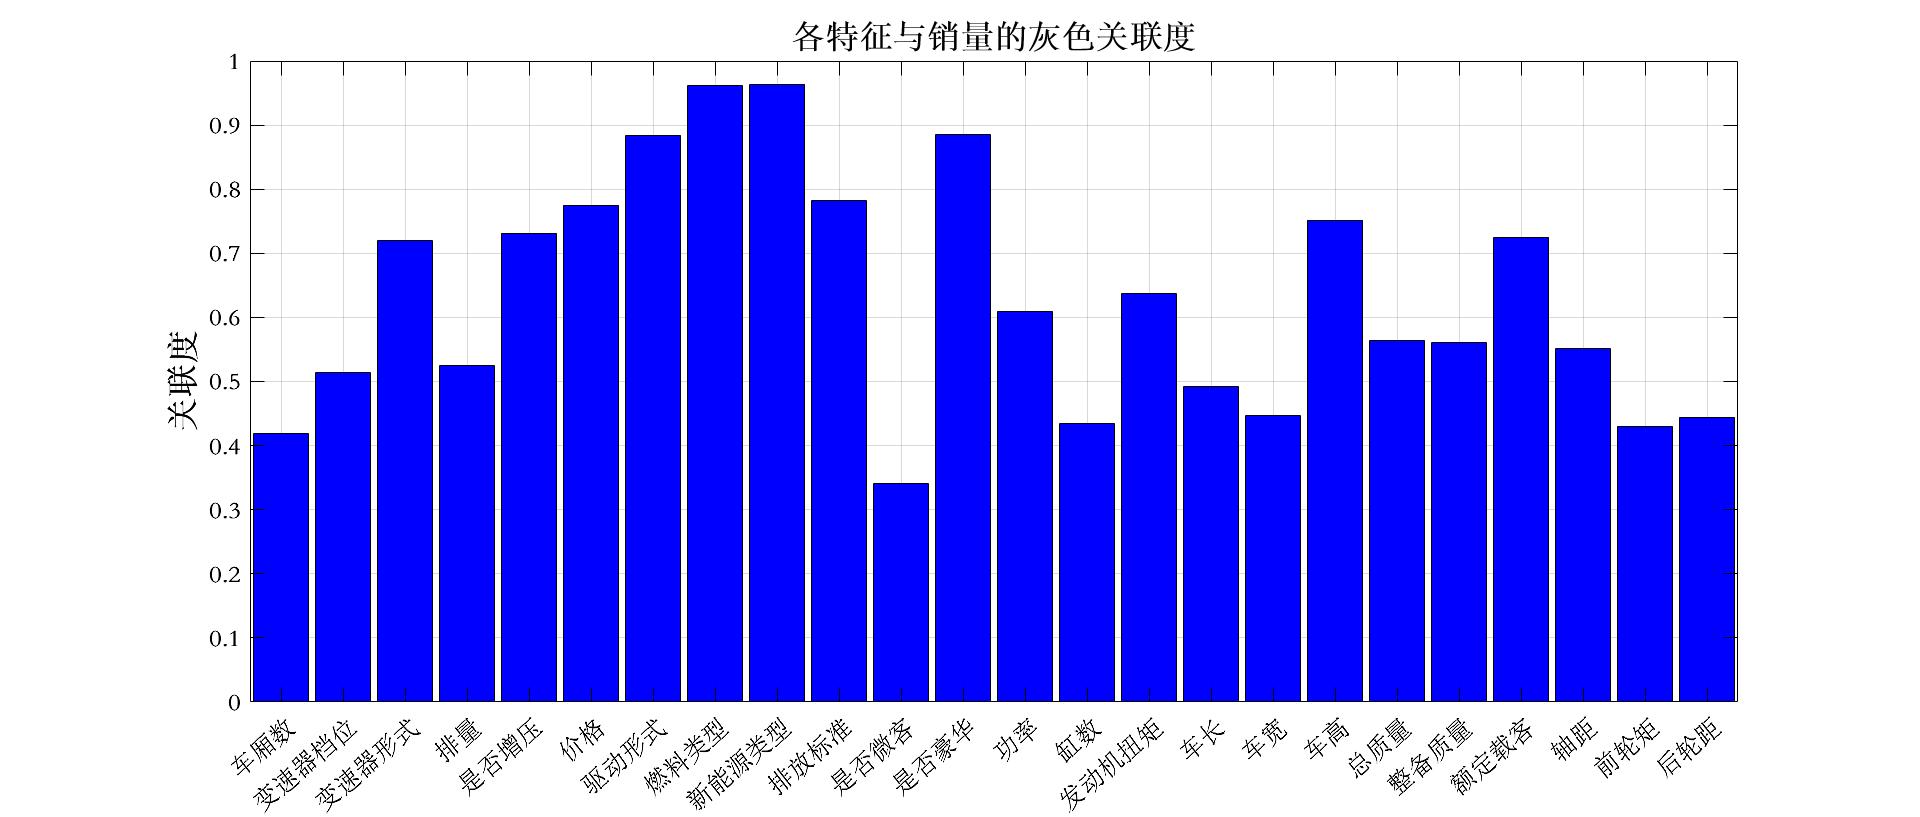 各特征与销量的灰色关联度
关联度
1
0.9
0.8
0.7
0.6
0.5
0.4
0.3
0.2
0.1
0
车厢数
变速器档位
变速器形式
排量
是否增压
价格
驱动形式
燃料类型
新能源类型
排放标准
是否微客
是否豪华
功率
缸数
发动机扭矩
车长
车宽
车高
总质量
整备质量
额定载客
轴距
前轮矩
后轮距